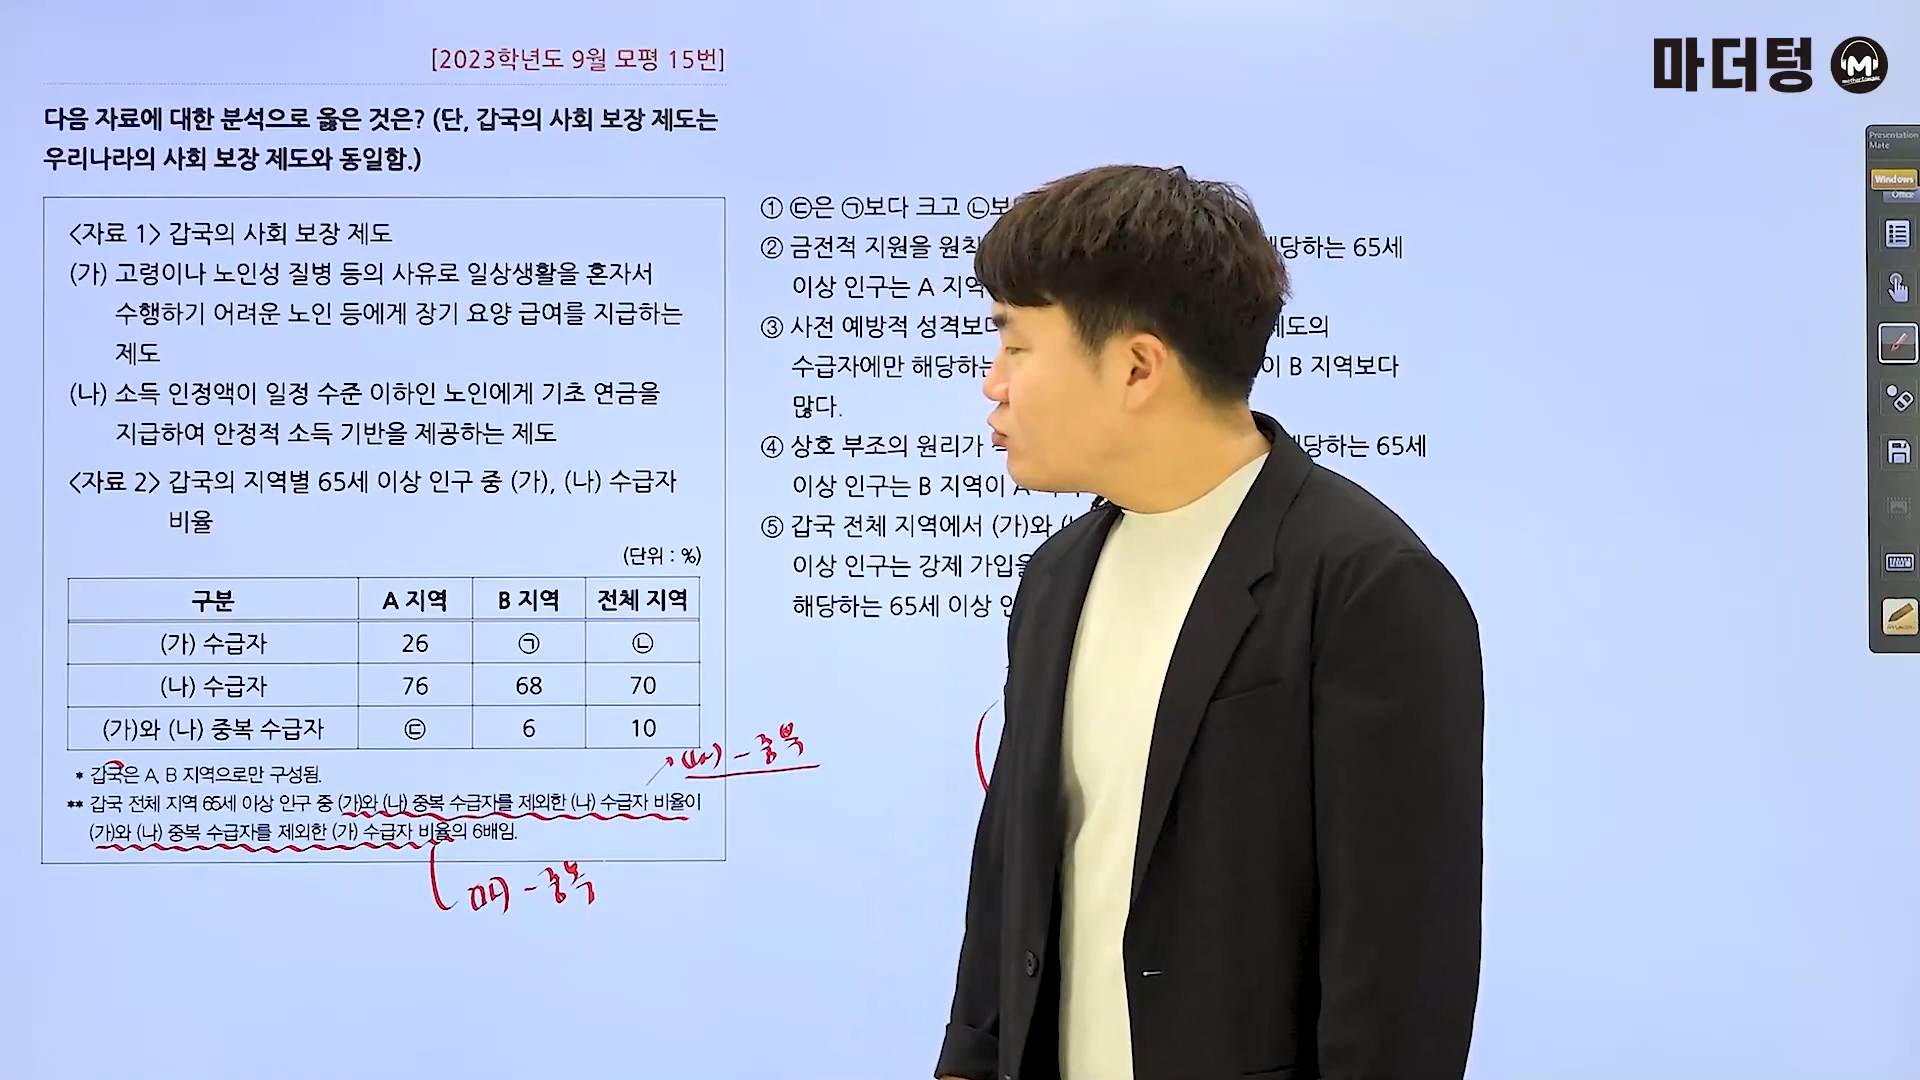 [2023학년도 9월 모평 15번]
마더텅
다음 자료에 대한 분석으로 옳은 것은? (단, 갑국의 사회 보장 제도는
우리나라의 사회 보장 제도와 동일함.)
<자료 1> 갑국의 사회 보장 제도
(가) 고령이나 노인성 질병 등의 사유로 일상생활을 혼자서
수행하기 어려운 노인 등에게 장기 요양 급여를 지급하는
제도
(나) 소득 인정액이 일정 수준 이하인 노인에게 기초 연금을
지급하여 안정적 소득 기반을 제공하는 제도
<자료 2> 갑국의 지역별 65세 이상 인구 중 (가), (나) 수급자
비율
(단위 : %)
구분 A 지역 B 지역 전체 지역
(가) 수급자 26 ㉠ ㉡
(나) 수급자 76 68 70
(가)와 (나) 중복 수급자 ㉢ 6 10
* 갑국은 A, B 지역으로만 구성됨.
** 갑국 전체 지역 65세 이상 인구 중 (가)와 (나) 중복 수급자를 제외한 (나) 수급자 비율이
(가)와 (나) 중복 수급자를 제외한 (가) 수급자 비율의 6배임.
(나) - 중복
(가) - 중복
① ㉢은 ㉠보다 크고 ㉡보
② 금전적 지원을 원칙 해당하는 65세
이상 인구는 A 지역
③ 사전 예방적 성격보다 제도의
수급자에만 해당하는 이 B 지역보다
많다.
④ 상호 부조의 원리가 해당하는 65세
이상 인구는 B 지역이 A
⑤ 갑국 전체 지역에서 (가)와
이상 인구는 강제 가입을
해당하는 65세 이상
Presentation
Mate
Windows
Office